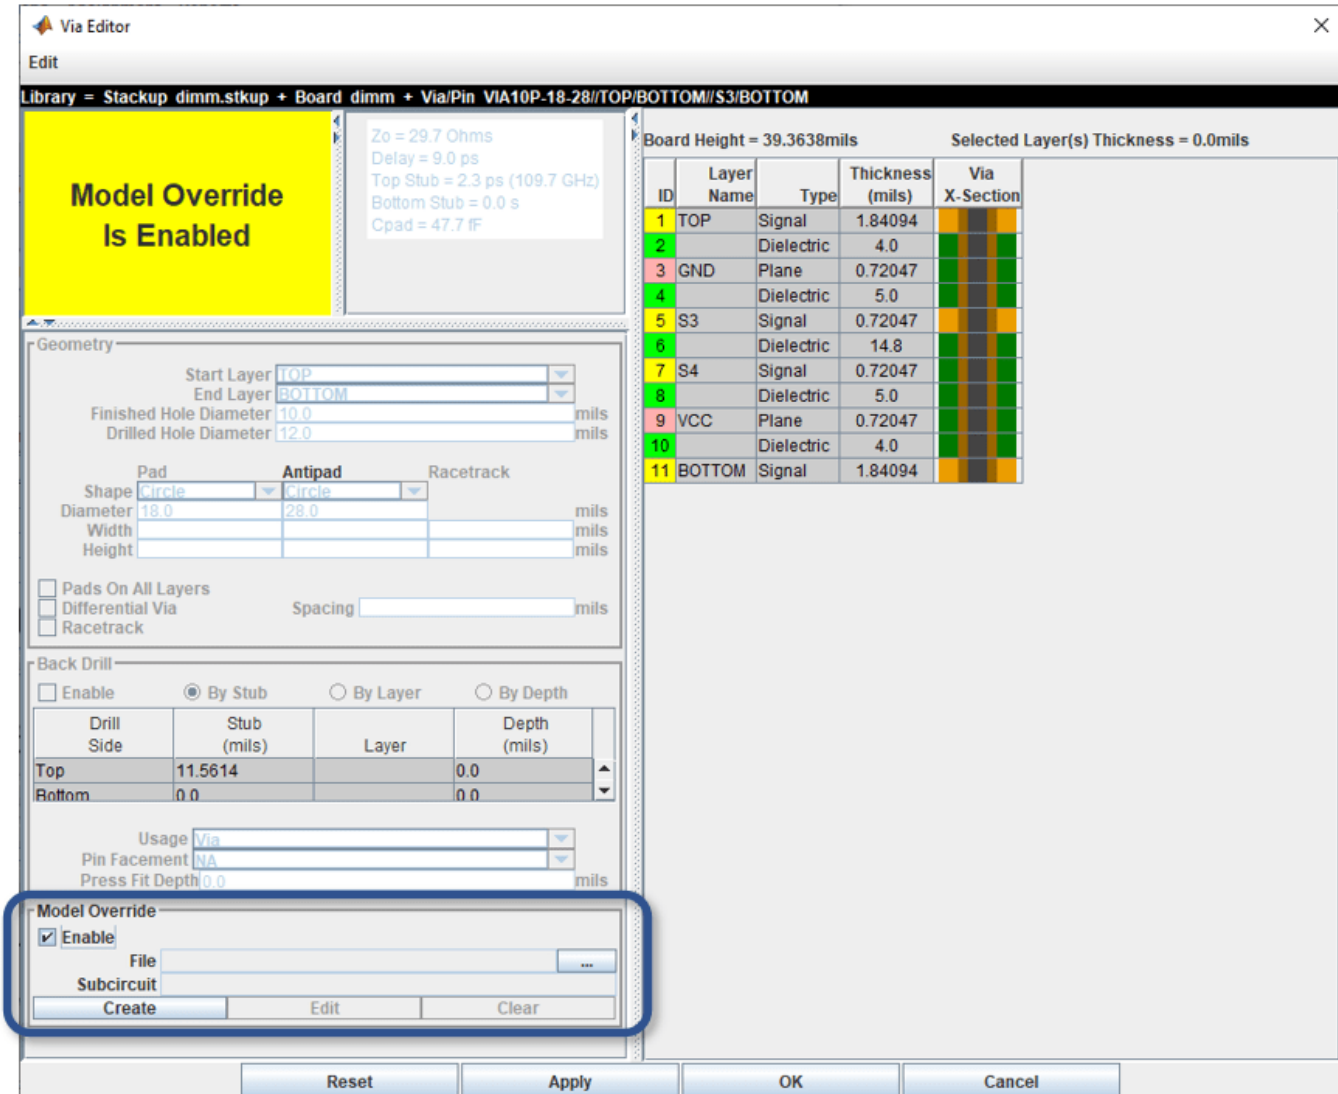 Via Editor
Edit
Library = Stackup dimm.stkup + Board dimm + Via/Pin VIA10P-18-28//TOP/BOTTOM//S3/BOTTOM
Model Override
Is Enabled
Zo = 29.7 Ohms
Delay = 9.0 ps
Top Stub = 2.3 ps (109.7 GHz)
Bottom Stub = 0.0 s
Cpad = 47.7 fF
Geometry
Start Layer TOP
End Layer BOTTOM
Finished Hole Diameter 10.0 mils
Drilled Hole Diameter 12.0 mils
Pad Antipad Racetrack
Shape Circle Circle
Diameter 18.0 28.0 mils
Width mils
Height mils
Pads On All Layers
Differential Via Spacing mils
Racetrack
Back Drill
Enable By Stub By Layer By Depth
Drill Side Stub (mils) Layer Depth (mils)
Top 11.5614 0.0
Bottom 0.0 0.0
Usage Via
Pin Facement NA
Press Fit Depth 0.0 mils
Model Override
Enable
File ...
Subcircuit
Create Edit Clear
Board Height = 39.3638mils Selected Layer(s) Thickness = 0.0mils
ID Layer Name Type Thickness (mils) Via X-Section
1 TOP Signal 1.84094
2 Dielectric 4.0
3 GND Plane 0.72047
4 Dielectric 5.0
5 S3 Signal 0.72047
6 Dielectric 14.8
7 S4 Signal 0.72047
8 Dielectric 5.0
9 VCC Plane 0.72047
10 Dielectric 4.0
11 BOTTOM Signal 1.84094
Reset Apply OK Cancel